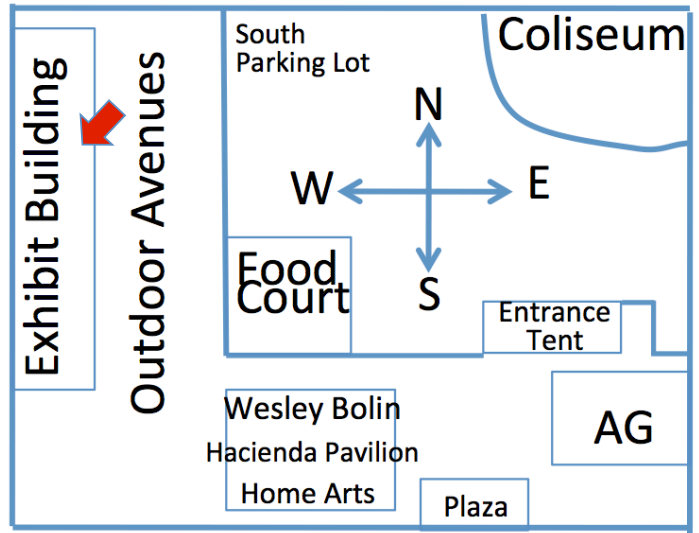 Exhibit Building
Outdoor Avenues
South
Parking Lot
Coliseum
N
W
E
S
Food
Court
Entrance
Tent
Wesley Bolin
Hacienda Pavilion
Home Arts
AG
Plaza